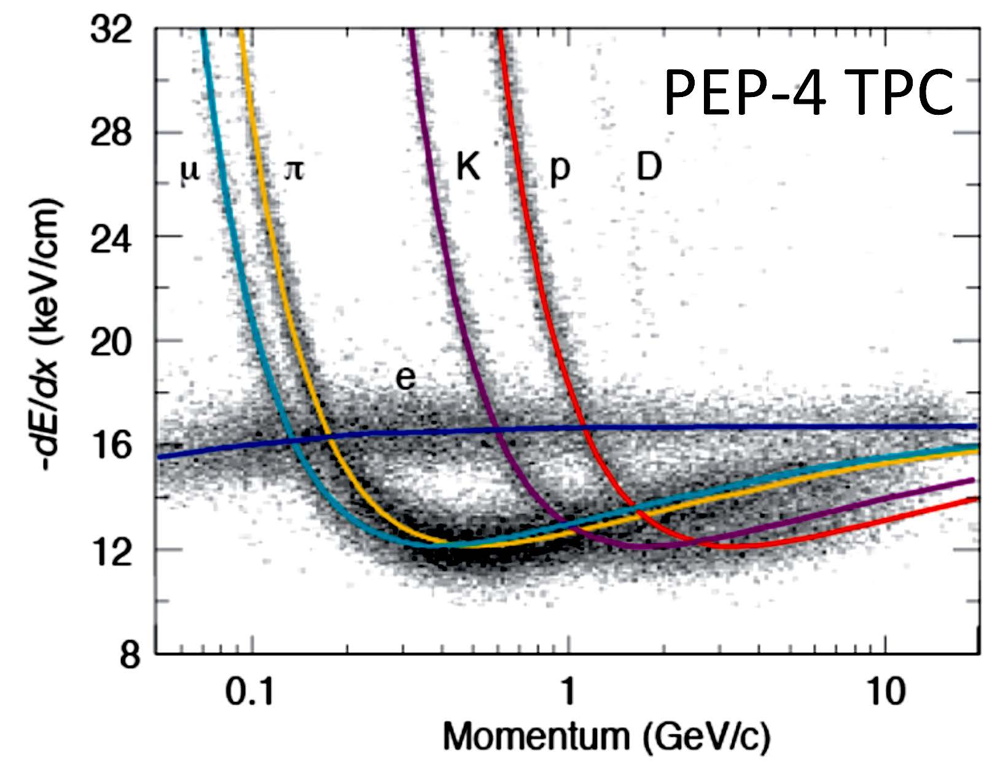 PEP-4 TPC
-dE/dx (keV/cm)
32
28
24
20
16
12
8
μ
π
K
p
D
e
0.1
1
10
Momentum (GeV/c)